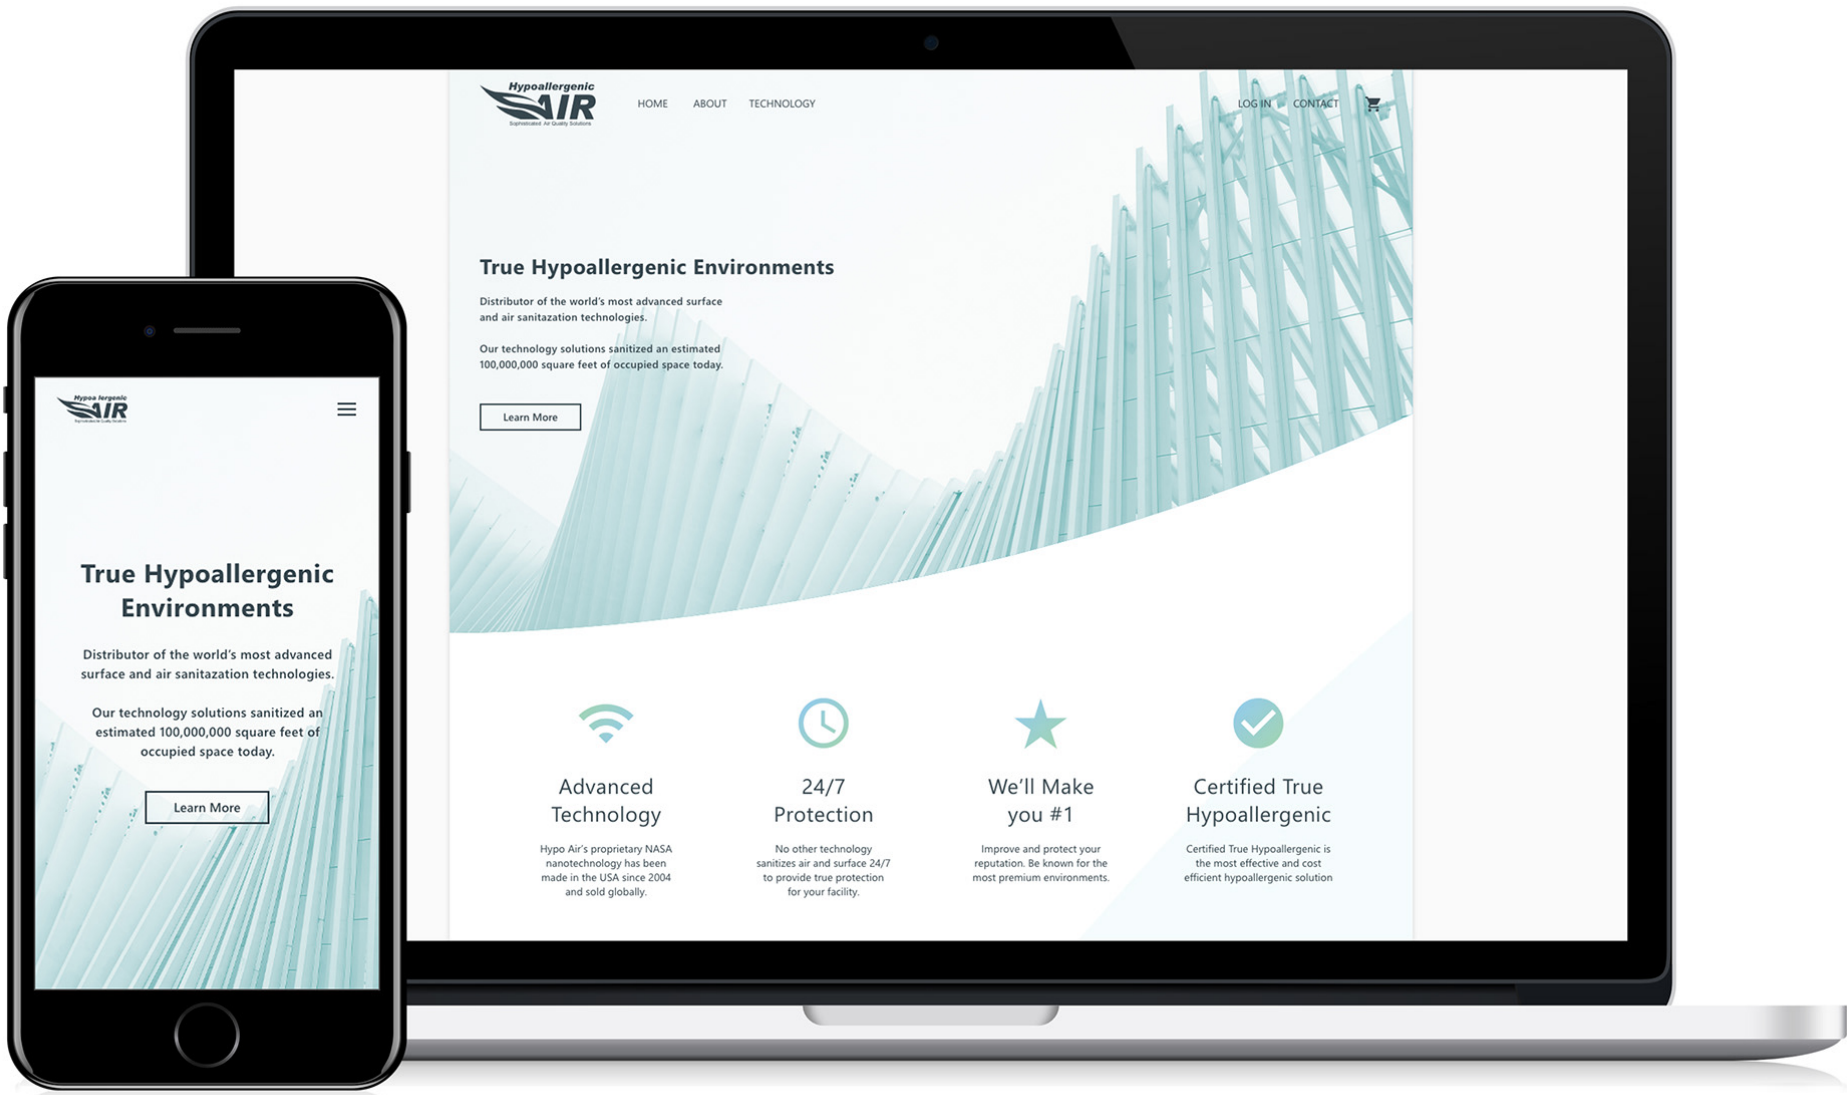 Hypoallergenic
AIR
Sophisticated Air Quality Solutions
HOME ABOUT TECHNOLOGY
LOG IN CONTACT
True Hypoallergenic Environments
Distributor of the world's most advanced surface
and air sanitazation technologies.
Our technology solutions sanitized an estimated
100,000,000 square feet of occupied space today.
Learn More
Advanced
Technology
Hypo Air's proprietary NASA
nanotechnology has been
made in the USA since 2004
and sold globally.
24/7
Protection
No other technology
sanitizes air and surface 24/7
to provide true protection
for your facility.
We'll Make
you #1
Improve and protect your
reputation. Be known for the
most premium environments.
Certified True
Hypoallergenic
Certified True Hypoallergenic is
the most effective and cost
efficient hypoallergenic solution
Hypoa lergenic
AIR
True Hypoallergenic
Environments
Distributor of the world's most advanced
surface and air sanitazation technologies.
Our technology solutions sanitized an
estimated 100,000,000 square feet of
occupied space today.
Learn More